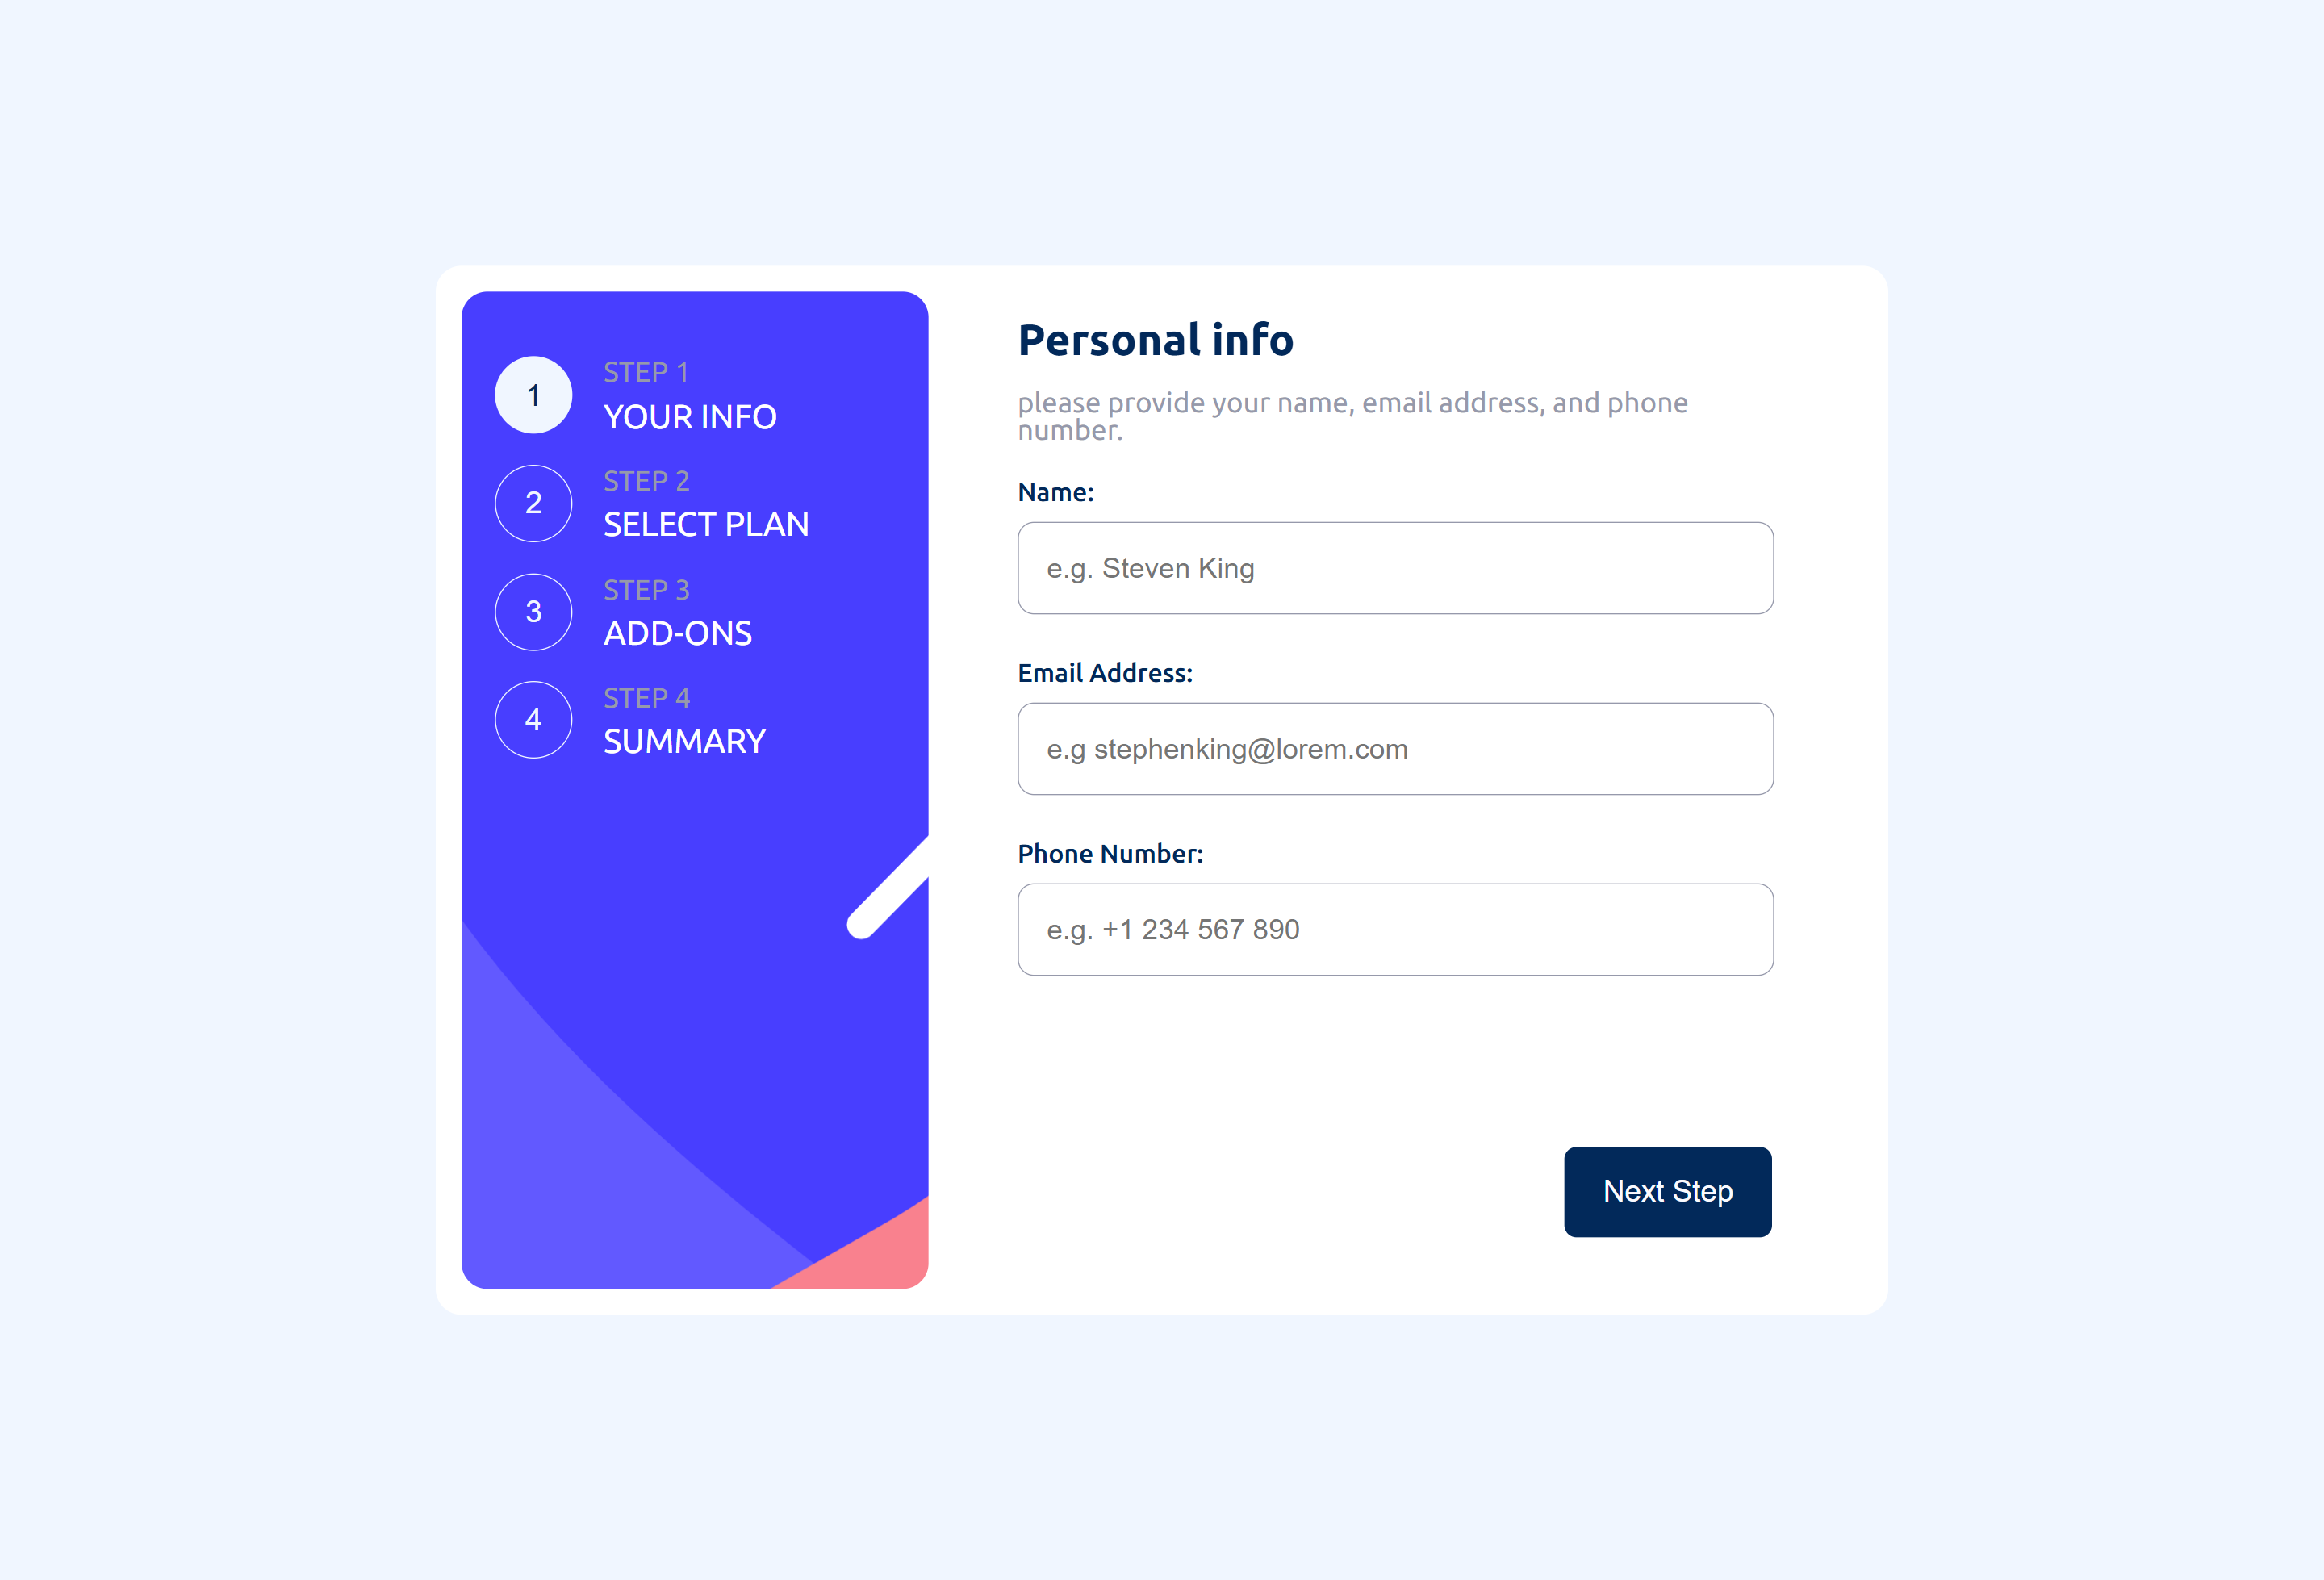 1
STEP 1
YOUR INFO
2
STEP 2
SELECT PLAN
3
STEP 3
ADD-ONS
4
STEP 4
SUMMARY
Personal info
please provide your name, email address, and phone
number.
Name:
e.g. Steven King
Email Address:
e.g stephenking@lorem.com
Phone Number:
e.g. +1 234 567 890
Next Step